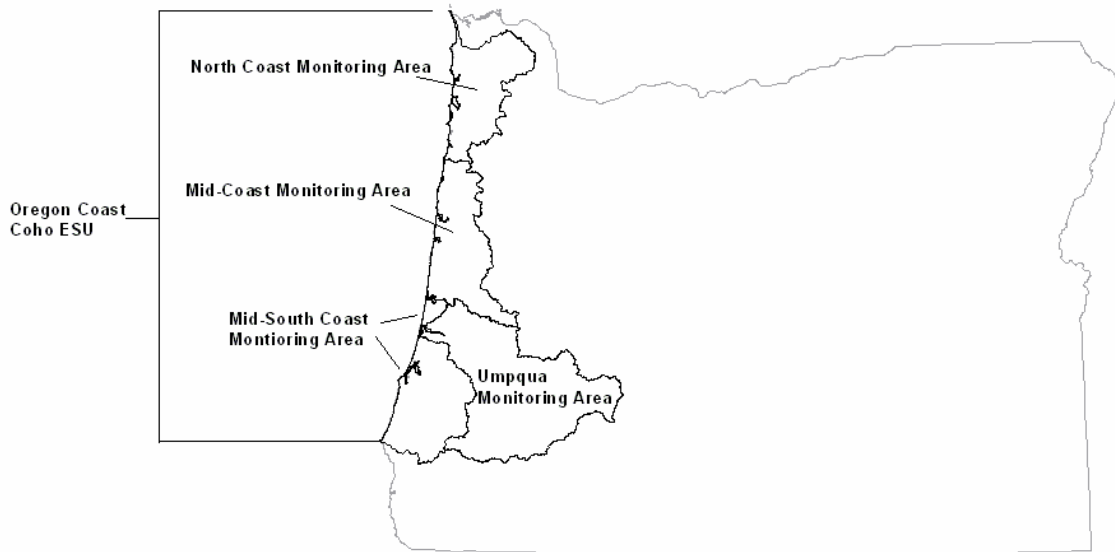 North Coast Monitoring Area
Mid-Coast Monitoring Area
Oregon Coast
Coho ESU
Mid-South Coast
Montioring Area
Umpqua
Monitoring Area